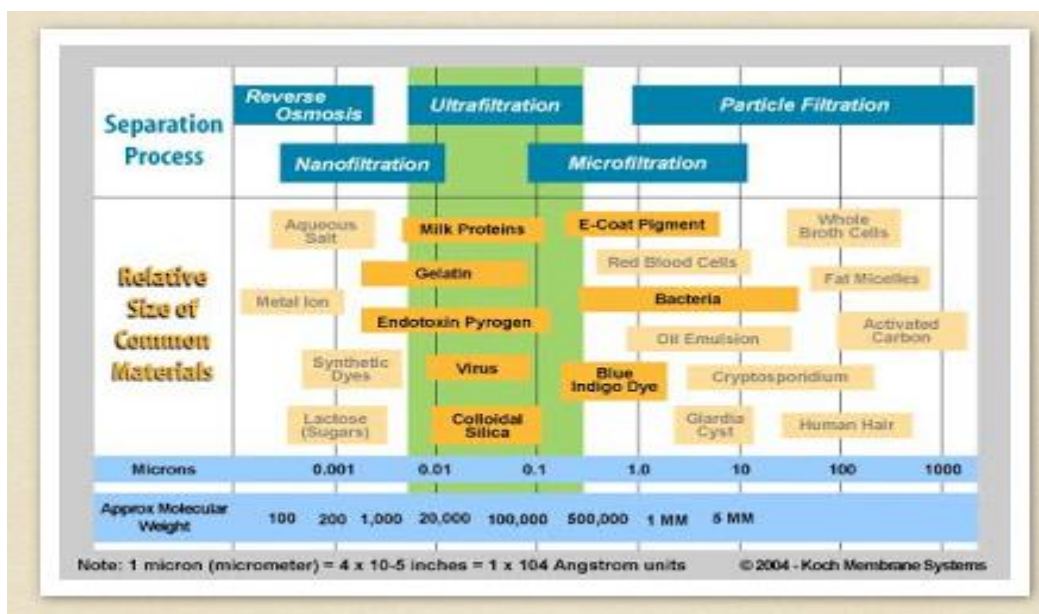 Separation
Process
Reverse
Osmosis
Ultrafiltration
Particle Filtration
Nanofiltration
Microfiltration
Relative
Size of
Common
Materials
Aqueous
Salt
Milk Proteins
E-Coat Pigment
Whole
Broth Cells
Gelatin
Red Blood Cells
Fat Micelles
Metal Ion
Bacteria
Endotoxin Pyrogen
Oil Emulsion
Activated
Carbon
Synthetic
Dyes
Virus
Blue
Indigo Dye
Cryptosporidium
Lactose
(Sugars)
Colloidal
Silica
Giardia
Cyst
Human Hair
Microns 0.001 0.01 0.1 1.0 10 100 1000
Approx Molecular
Weight
100 200 1,000 20,000 100,000 500,000 1 MM 5 MM
Note: 1 micron (micrometer) = 4 x 10-5 inches = 1 x 104 Angstrom units © 2004 - Koch Membrane Systems